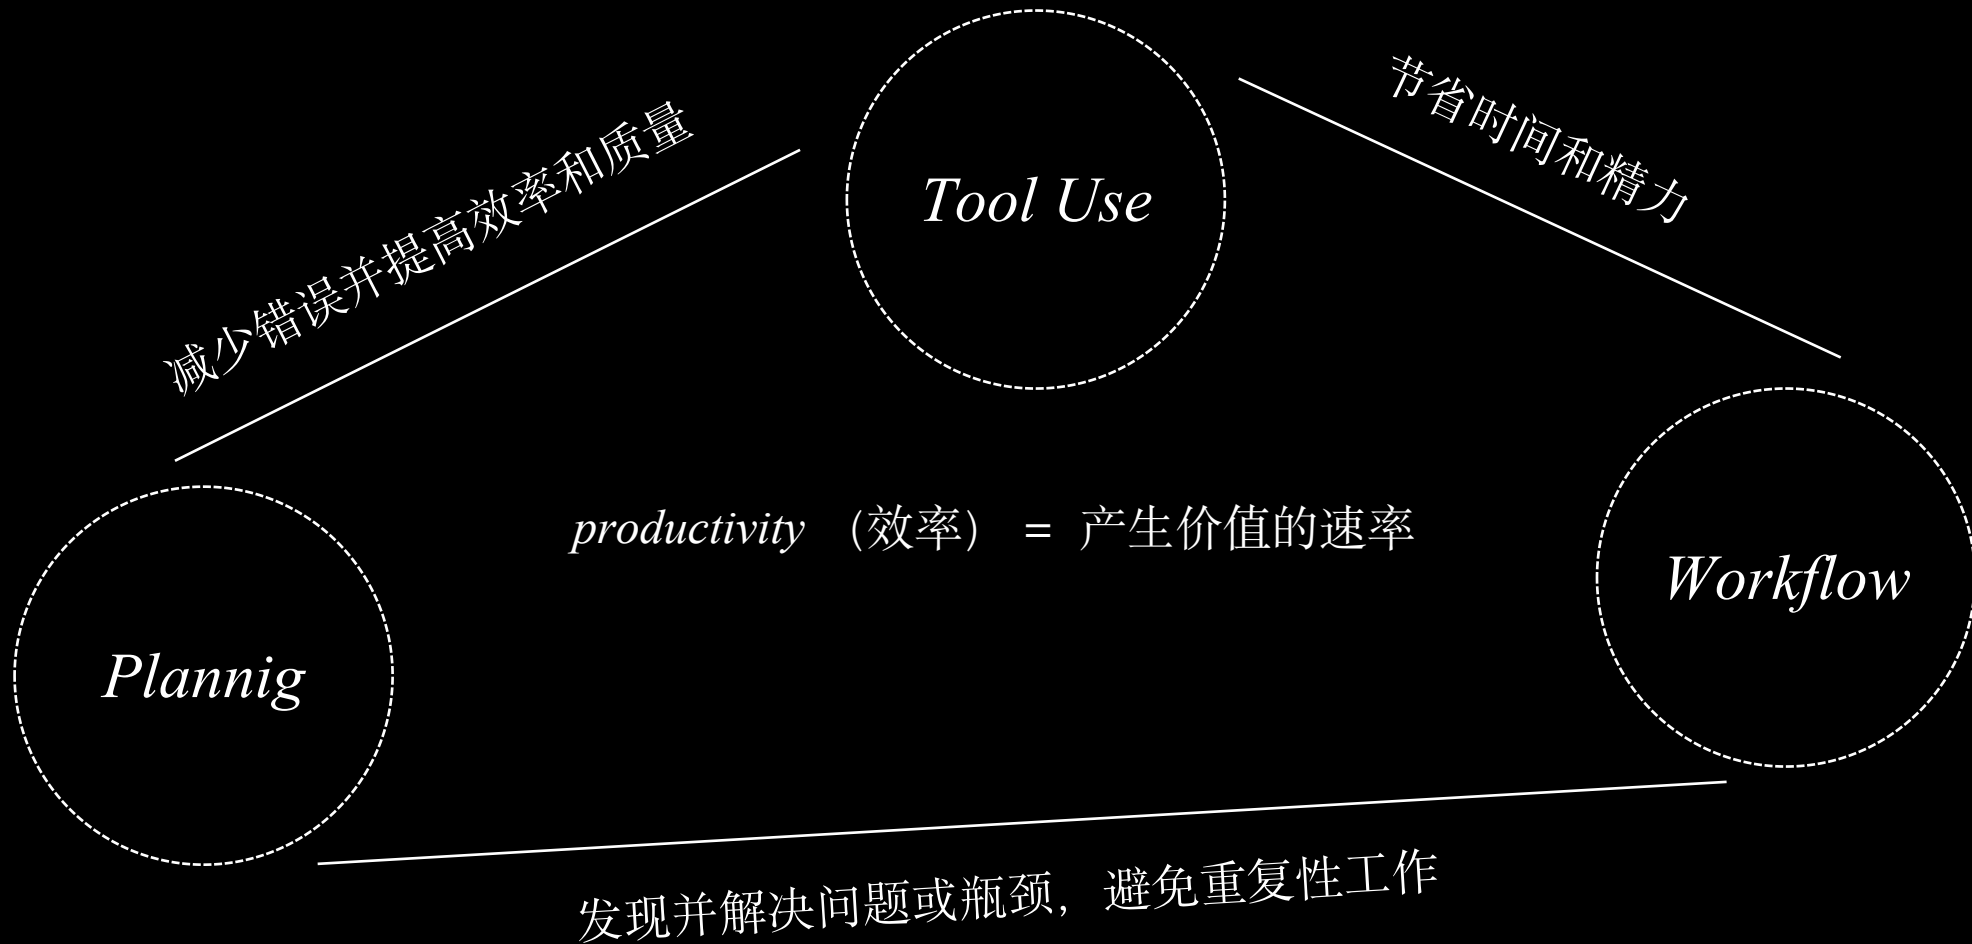 节省时间和精力
减少错误并提高效率和质量
Tool Use
productivity （效率） = 产生价值的速率
Workflow
Plannig
发现并解决问题或瓶颈，避免重复性工作